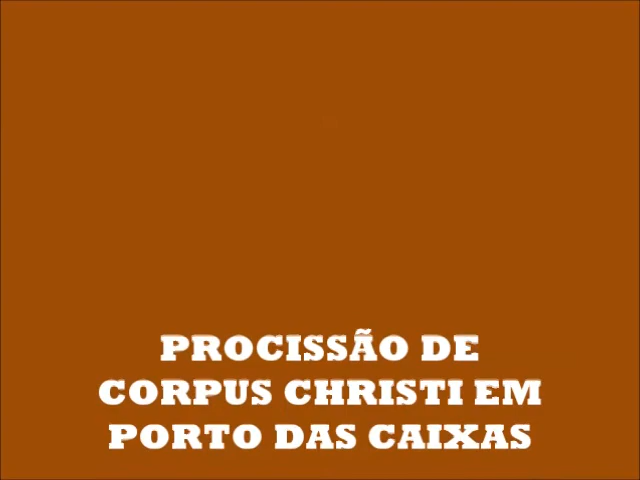 PROCISSÃO DE
CORPUS CHRISTI EM
PORTO DAS CAIXAS